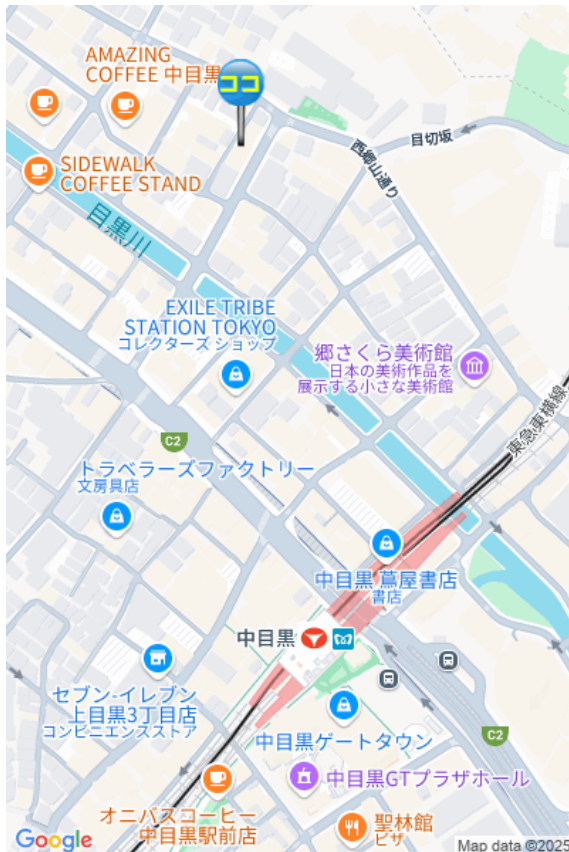 AMAZING
COFFEE 中目黒
ココ
目切坂
西郷山通り
SIDEWALK
COFFEE STAND
目黒川
EXILE TRIBE
STATION TOKYO
コレクターズ ショップ
郷さくら美術館
日本の美術作品を
展示する小さな美術館
東急東横線
C2
トラベラーズファクトリー
文房具店
中目黒 蔦屋書店
書店
中目黒
セブン-イレブン
上目黒3丁目店
コンビニエンスストア
中目黒ゲートタウン
C2
中目黒GTプラザホール
オニバスコーヒー
中目黒駅前店
聖林館
ピザ
Google
Map data ©2025